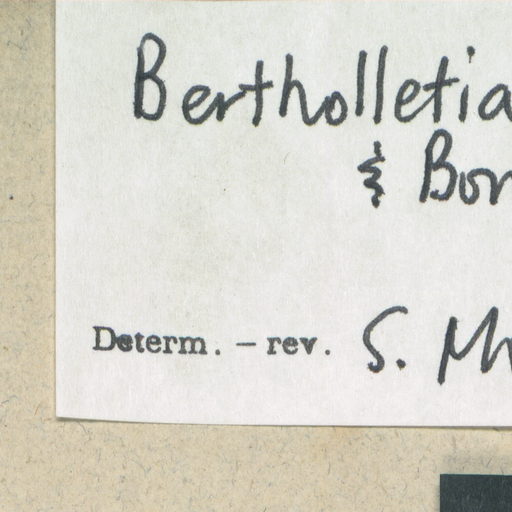 Bertholletia
& Bon
Determ. – rev. S. M